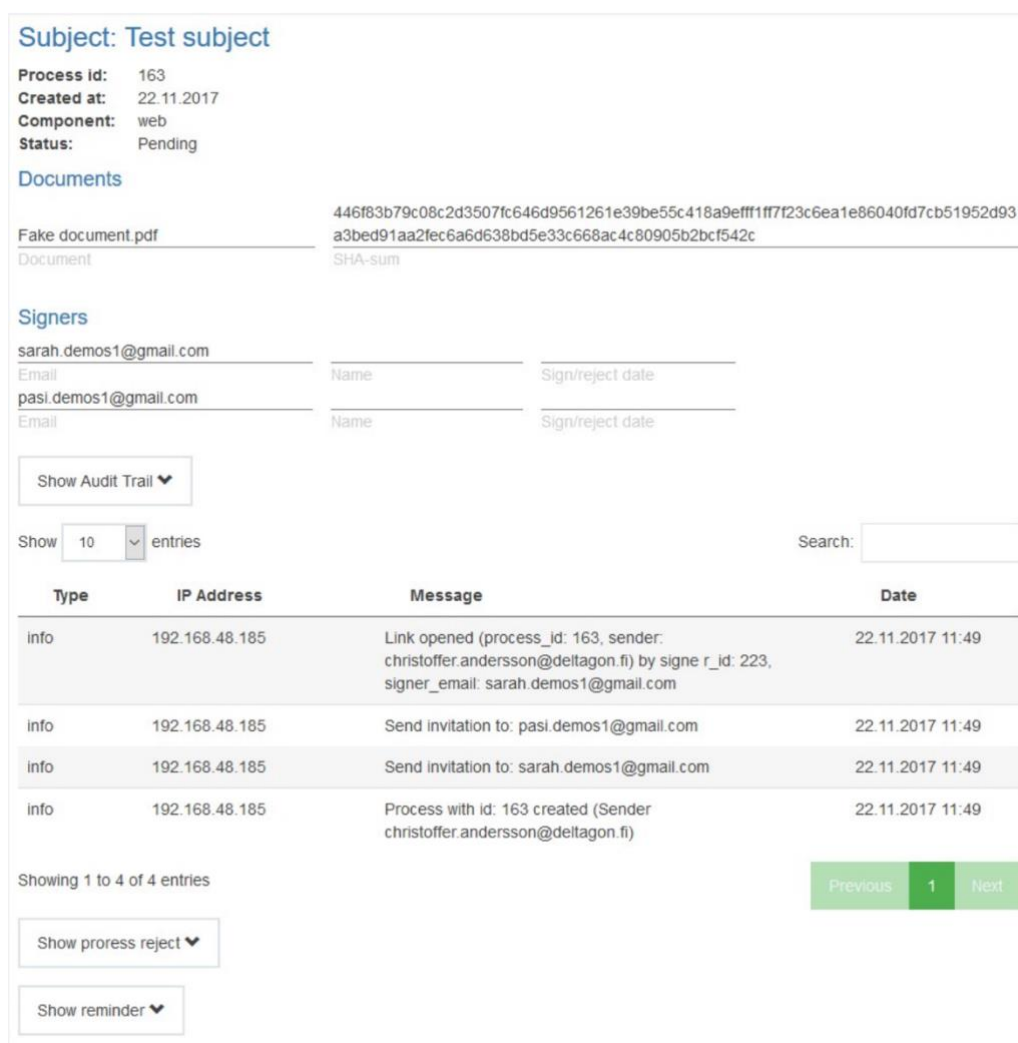 Subject: Test subject
Process id: 163
Created at: 22.11.2017
Component: web
Status: Pending
Documents
446f83b79c08c2d3507fc646d9561261e39be55c418a9efff1ff7f23c6ea1e86040fd7cb51952d93
Fake document.pdf a3bed91aa2fec6a6d638bd5e33c668ac4c80905b2bcf542c
Document SHA-sum
Signers
sarah.demos1@gmail.com
Email Name Sign/reject date
pasi.demos1@gmail.com
Email Name Sign/reject date
Show Audit Trail
Show 10 entries Search:
Type IP Address Message Date
info 192.168.48.185 Link opened (process_id: 163, sender: 22.11.2017 11:49
christoffer.andersson@deltagon.fi) by signe r_id: 223,
signer_email: sarah.demos1@gmail.com
info 192.168.48.185 Send invitation to: pasi.demos1@gmail.com 22.11.2017 11:49
info 192.168.48.185 Send invitation to: sarah.demos1@gmail.com 22.11.2017 11:49
info 192.168.48.185 Process with id: 163 created (Sender 22.11.2017 11:49
christoffer.andersson@deltagon.fi)
Showing 1 to 4 of 4 entries Previous 1 Next
Show proress reject
Show reminder